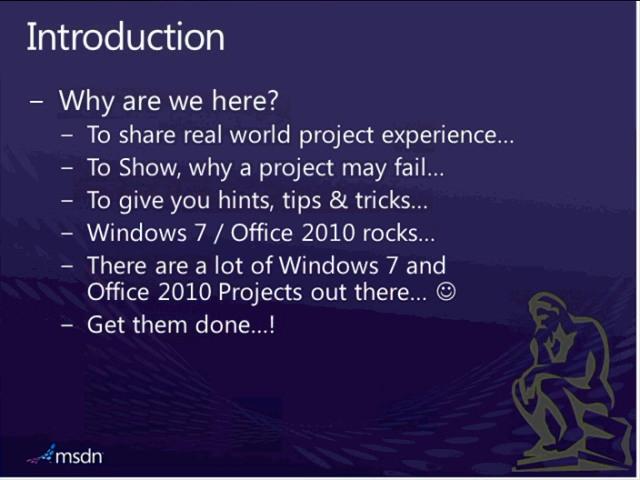 Introduction
– Why are we here?
– To share real world project experience...
– To Show, why a project may fail...
– To give you hints, tips & tricks...
– Windows 7 / Office 2010 rocks...
– There are a lot of Windows 7 and
Office 2010 Projects out there... ☺
– Get them done...!
msdn